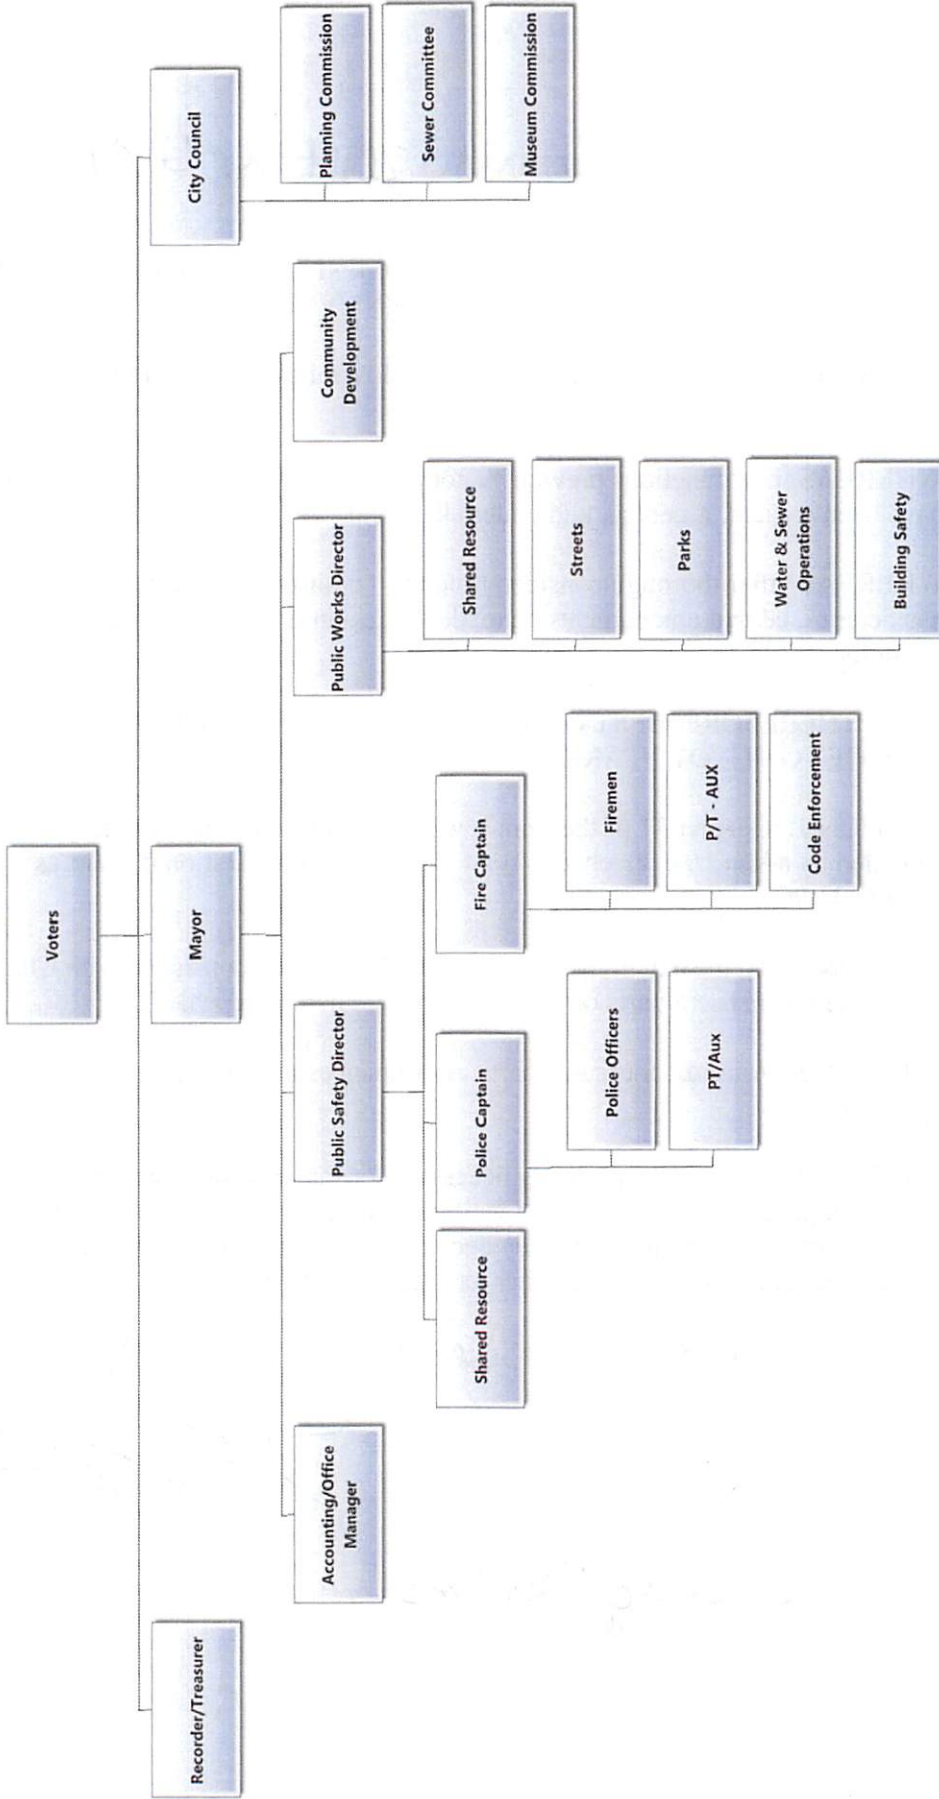 Voters
Recorder/Treasurer
Mayor
City Council
Accounting/Office
Manager
Public Safety Director
Public Works Director
Community
Development
Planning Commission
Sewer Committee
Museum Commission
Shared Resource
Police Captain
Fire Captain
Police Officers
PT/Aux
Firemen
P/T - AUX
Code Enforcement
Shared Resource
Streets
Parks
Water & Sewer
Operations
Building Safety